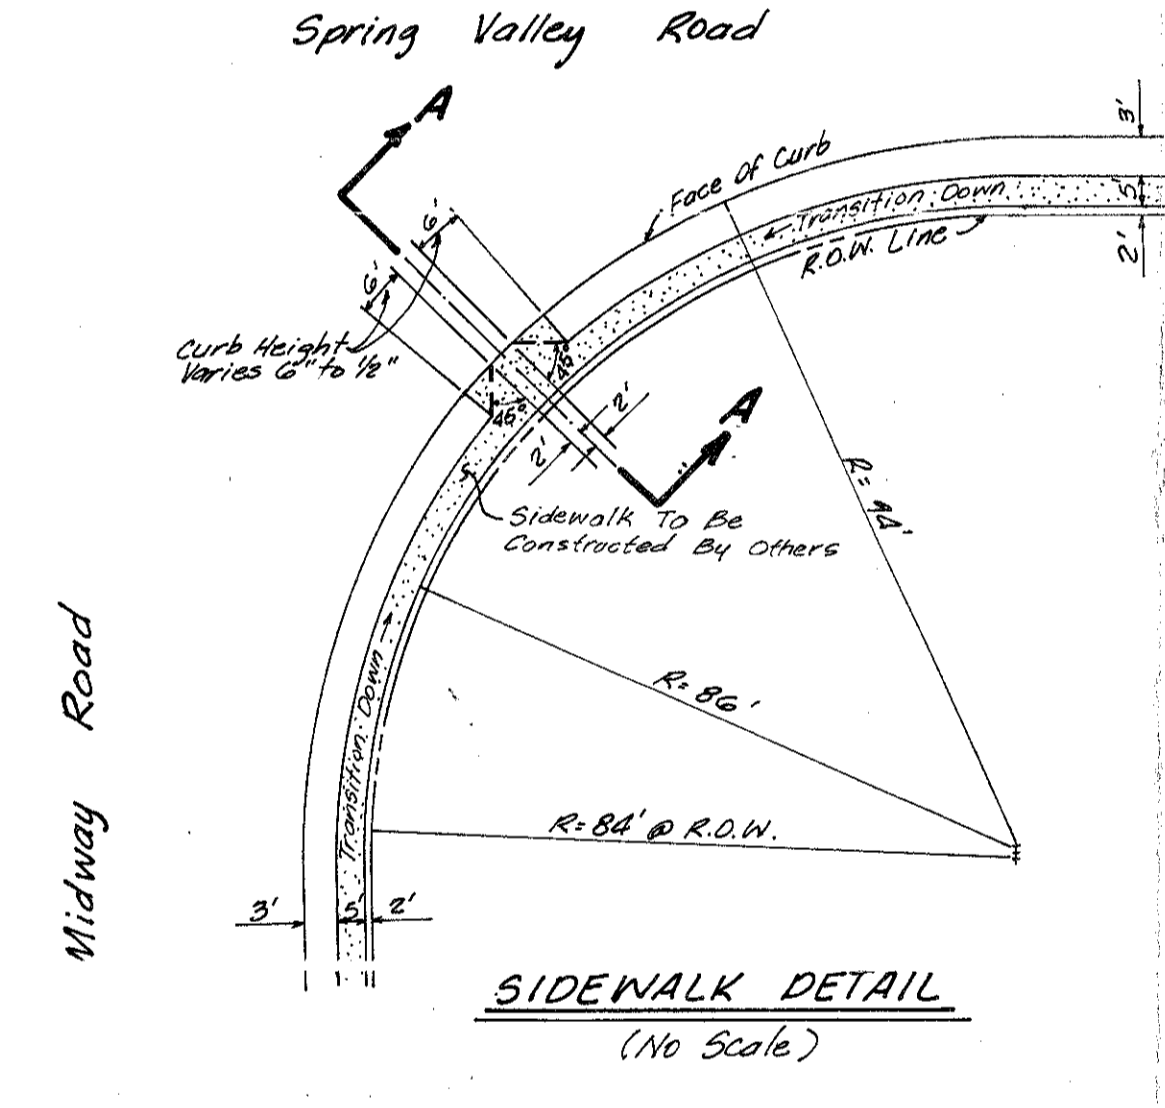 Spring Valley Road
A
3'
Face Of Curb
6'
Transition Down
5'
R.O.W. Line
2'
6'
Curb Height
Varies 6" to ½"
45°
45°
2'
2'
A
Sidewalk To Be
Constructed By Others
R=94'
Midway Road
R=86'
Transition Down
R=84' @ R.O.W.
3'
5'
2'
SIDEWALK DETAIL
(No Scale)